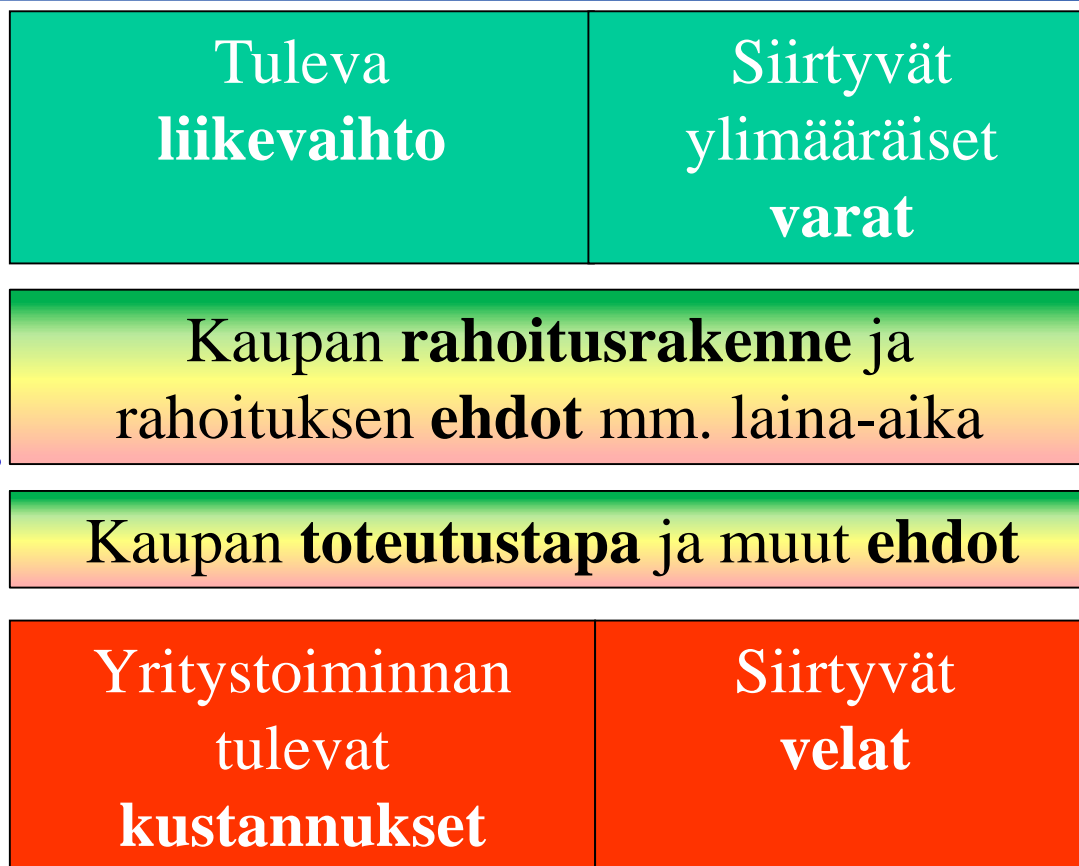 Tuleva
liikevaihto
Siirtyvät
ylimääräiset
varat
Kaupan rahoitusrakenne ja
rahoituksen ehdot mm. laina-aika
Kaupan toteutustapa ja muut ehdot
Yritystoiminnan
tulevat
kustannukset
Siirtyvät
velat